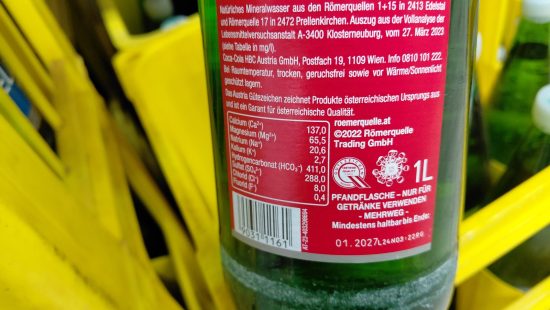 Natürliches Mineralwasser aus den Römerquellen 1+15 in 2413 Edelstal
und Römerquelle 17 in 2472 Prellenkirchen. Auszug aus der Vollanalyse der
Lebensmittelversuchsanstalt A-3400 Klosterneuburg, vom 27. März 2023
(siehe Tabelle in mg/l).
Coca-Cola HBC Austria GmbH, Postfach 19, 1109 Wien. Info 0810 101 222.
Bei Raumtemperatur, trocken, geruchsfrei sowie vor Wärme/Sonnenlicht
geschützt lagern.
Das Austria Gütezeichen zeichnet Produkte österreichischen Ursprungs aus
und ist ein Garant für österreichische Qualität.
Calcium (Ca²⁺) 137,0
Magnesium (Mg²⁺) 65,5
Natrium (Na⁺) 20,6
Kalium (K⁺) 2,7
Hydrogencarbonat (HCO₃⁻) 411,0
Sulfat (SO₄²⁻) 288,0
Chlorid (Cl⁻) 8,0
Fluorid (F⁻) 0,4
roemerquelle.at
©2022 Römerquelle
Trading GmbH
1L
PFANDFLASCHE – NUR FÜR
GETRÄNKE VERWENDEN
- MEHRWEG -
Mindestens haltbar bis Ende:
01.2027 L24N03:22RG